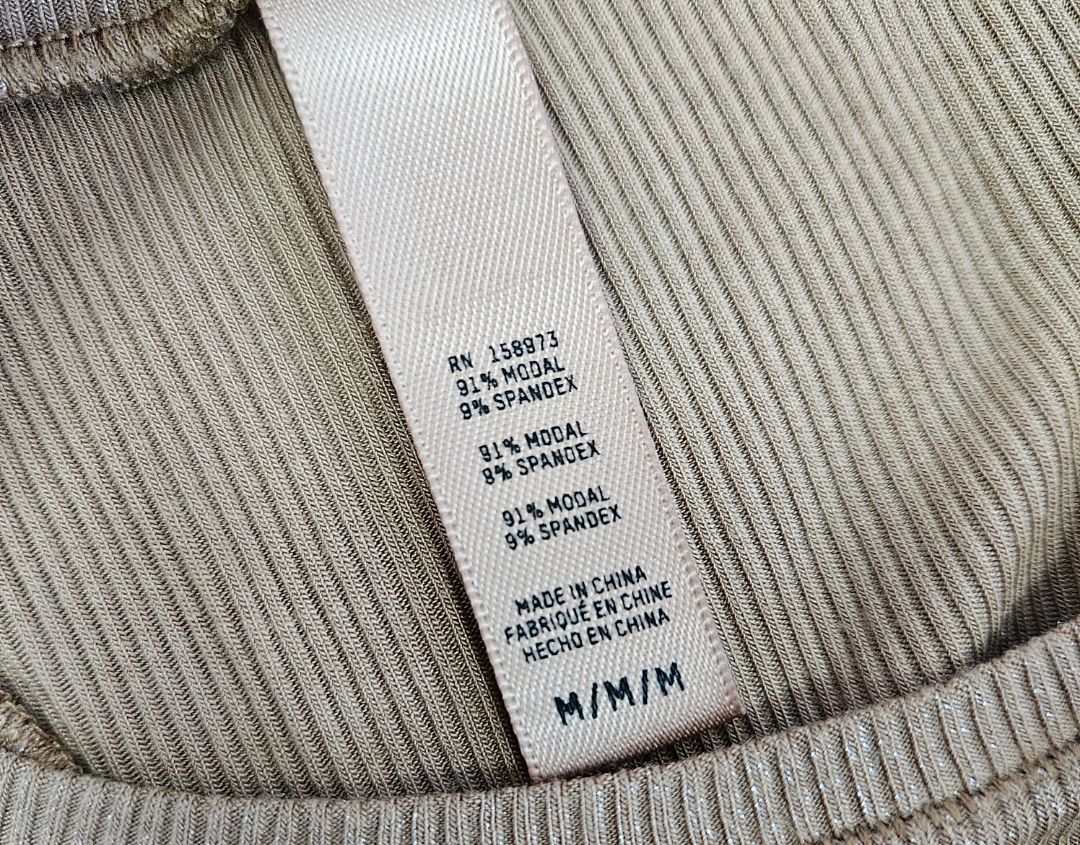 RN 158973
91% MODAL
9% SPANDEX
91% MODAL
9% SPANDEX
91% MODAL
9% SPANDEX
MADE IN CHINA
FABRIQUÉ EN CHINE
HECHO EN CHINA
M/M/M